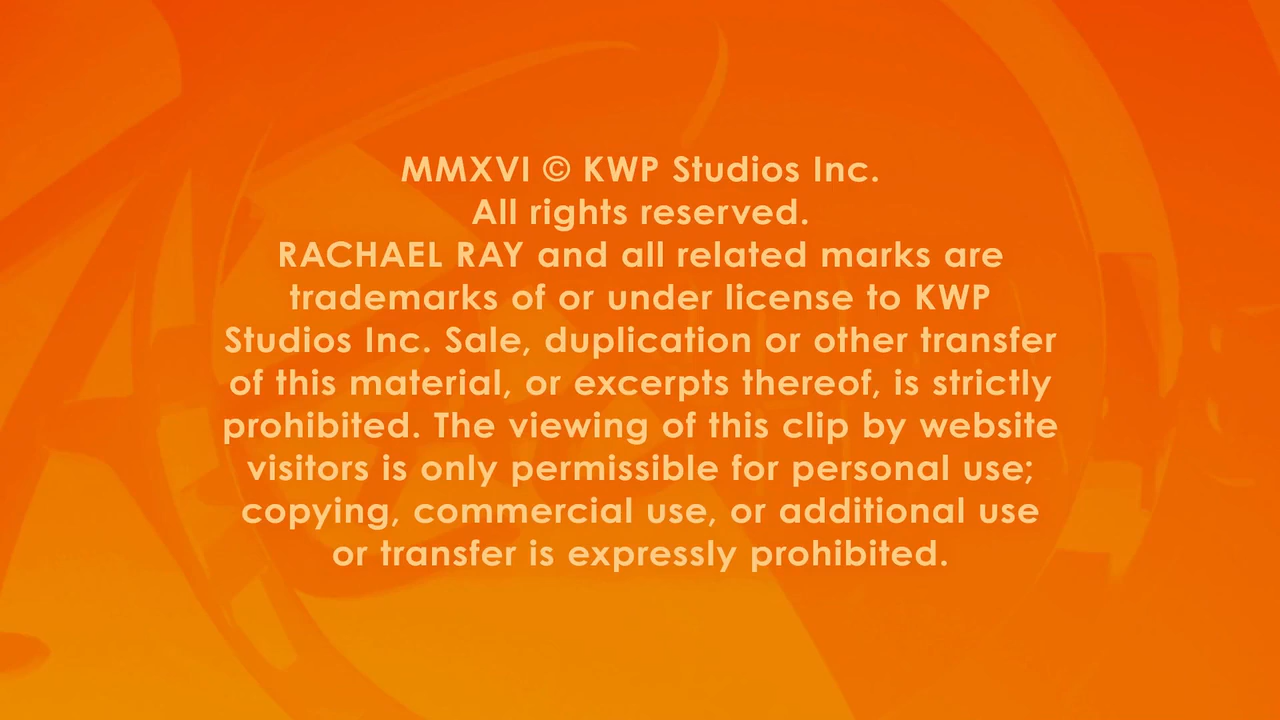 MMXVI © KWP Studios Inc.
All rights reserved.
RACHAEL RAY and all related marks are
trademarks of or under license to KWP
Studios Inc. Sale, duplication or other transfer
of this material, or excerpts thereof, is strictly
prohibited. The viewing of this clip by website
visitors is only permissible for personal use;
copying, commercial use, or additional use
or transfer is expressly prohibited.